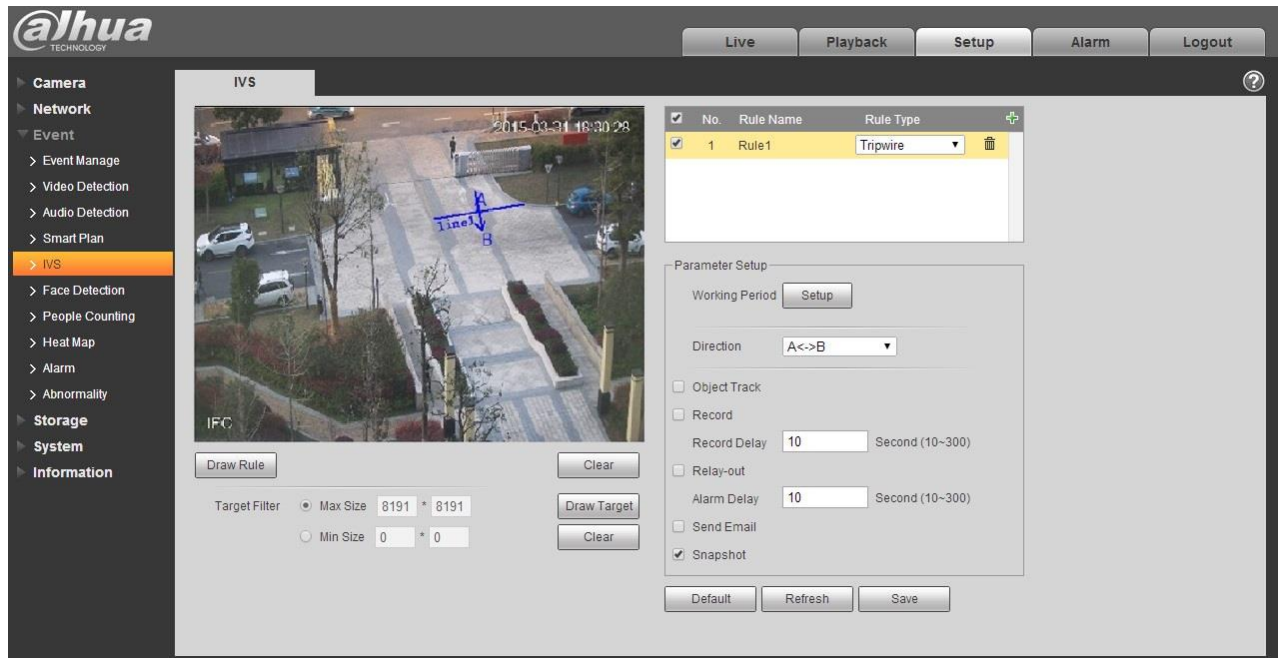 alhua
TECHNOLOGY
Live Playback Setup Alarm Logout
Camera
Network
Event
> Event Manage
> Video Detection
> Audio Detection
> Smart Plan
> IVS
> Face Detection
> People Counting
> Heat Map
> Alarm
> Abnormality
Storage
System
Information
IVS
?
2015-03-31 18:30:28
A
line1
B
IPC
Draw Rule Clear
Target Filter Max Size 8191 * 8191 Draw Target
Min Size 0 * 0 Clear
No. Rule Name Rule Type
1 Rule1 Tripwire
Parameter Setup
Working Period Setup
Direction A<->B
Object Track
Record
Record Delay 10 Second (10~300)
Relay-out
Alarm Delay 10 Second (10~300)
Send Email
Snapshot
Default Refresh Save